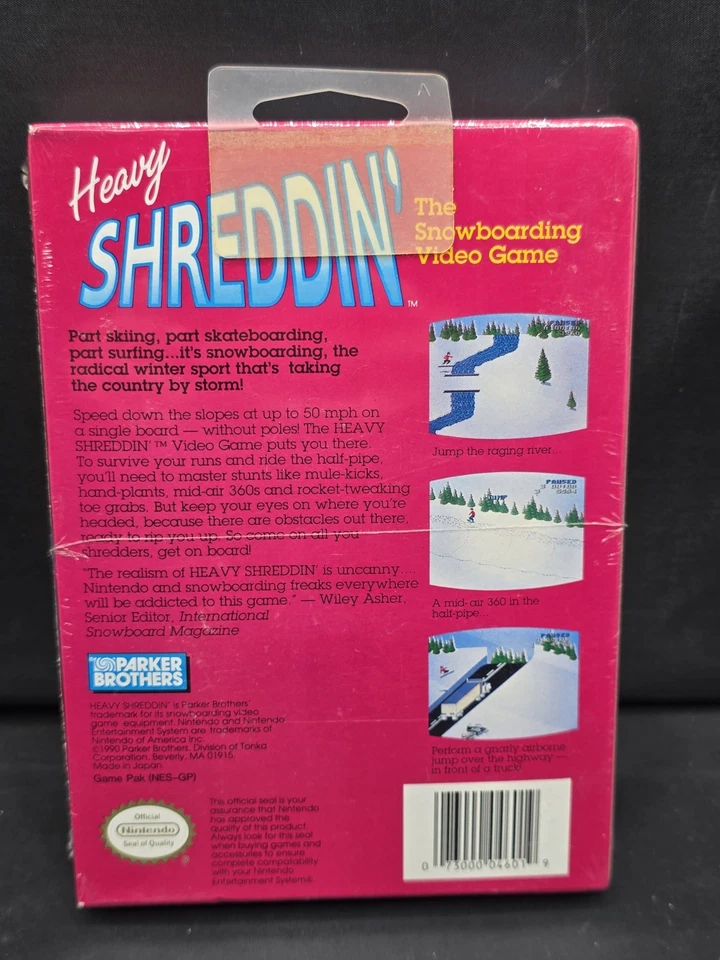 Heavy
SHREDDIN'
TM
The
Snowboarding
Video Game
Part skiing, part skateboarding,
part surfing...it's snowboarding, the
radical winter sport that's taking
the country by storm!
Speed down the slopes at up to 50 mph on
a single board — without poles! The HEAVY
SHREDDIN' ™ Video Game puts you there.
To survive your runs and ride the half-pipe,
you'll need to master stunts like mule-kicks,
hand-plants, mid-air 360s and rocket-tweaking
toe grabs. But keep your eyes on where you're
headed, because there are obstacles out there,
ready to rip you up. So come on all you
shredders, get on board!
"The realism of HEAVY SHREDDIN' is uncanny....
Nintendo and snowboarding freaks everywhere
will be addicted to this game." — Wiley Asher,
Senior Editor, International
Snowboard Magazine
PARKER
BROTHERS
HEAVY SHREDDIN' is Parker Brothers'
trademark for its snowboarding video
game equipment. Nintendo and Nintendo
Entertainment System are trademarks of
Nintendo of America Inc.
©1990 Parker Brothers, Division of Tonka
Corporation, Beverly, MA 01915.
Made in Japan.
Game Pak (NES-GP)
Official
Nintendo
Seal of Quality
®
This official seal is your
assurance that Nintendo
has approved the
quality of this product.
Always look for this seal
when buying games and
accessories to ensure
complete compatability
with your Nintendo
Entertainment System®.
PAUSED
Jump the raging river...
PAUSED
JUMP
A mid-air 360 in the
half-pipe...
PAUSED
Perform a gnarly airborne
jump over the highway —
in front of a truck!
0 73000 04601 9